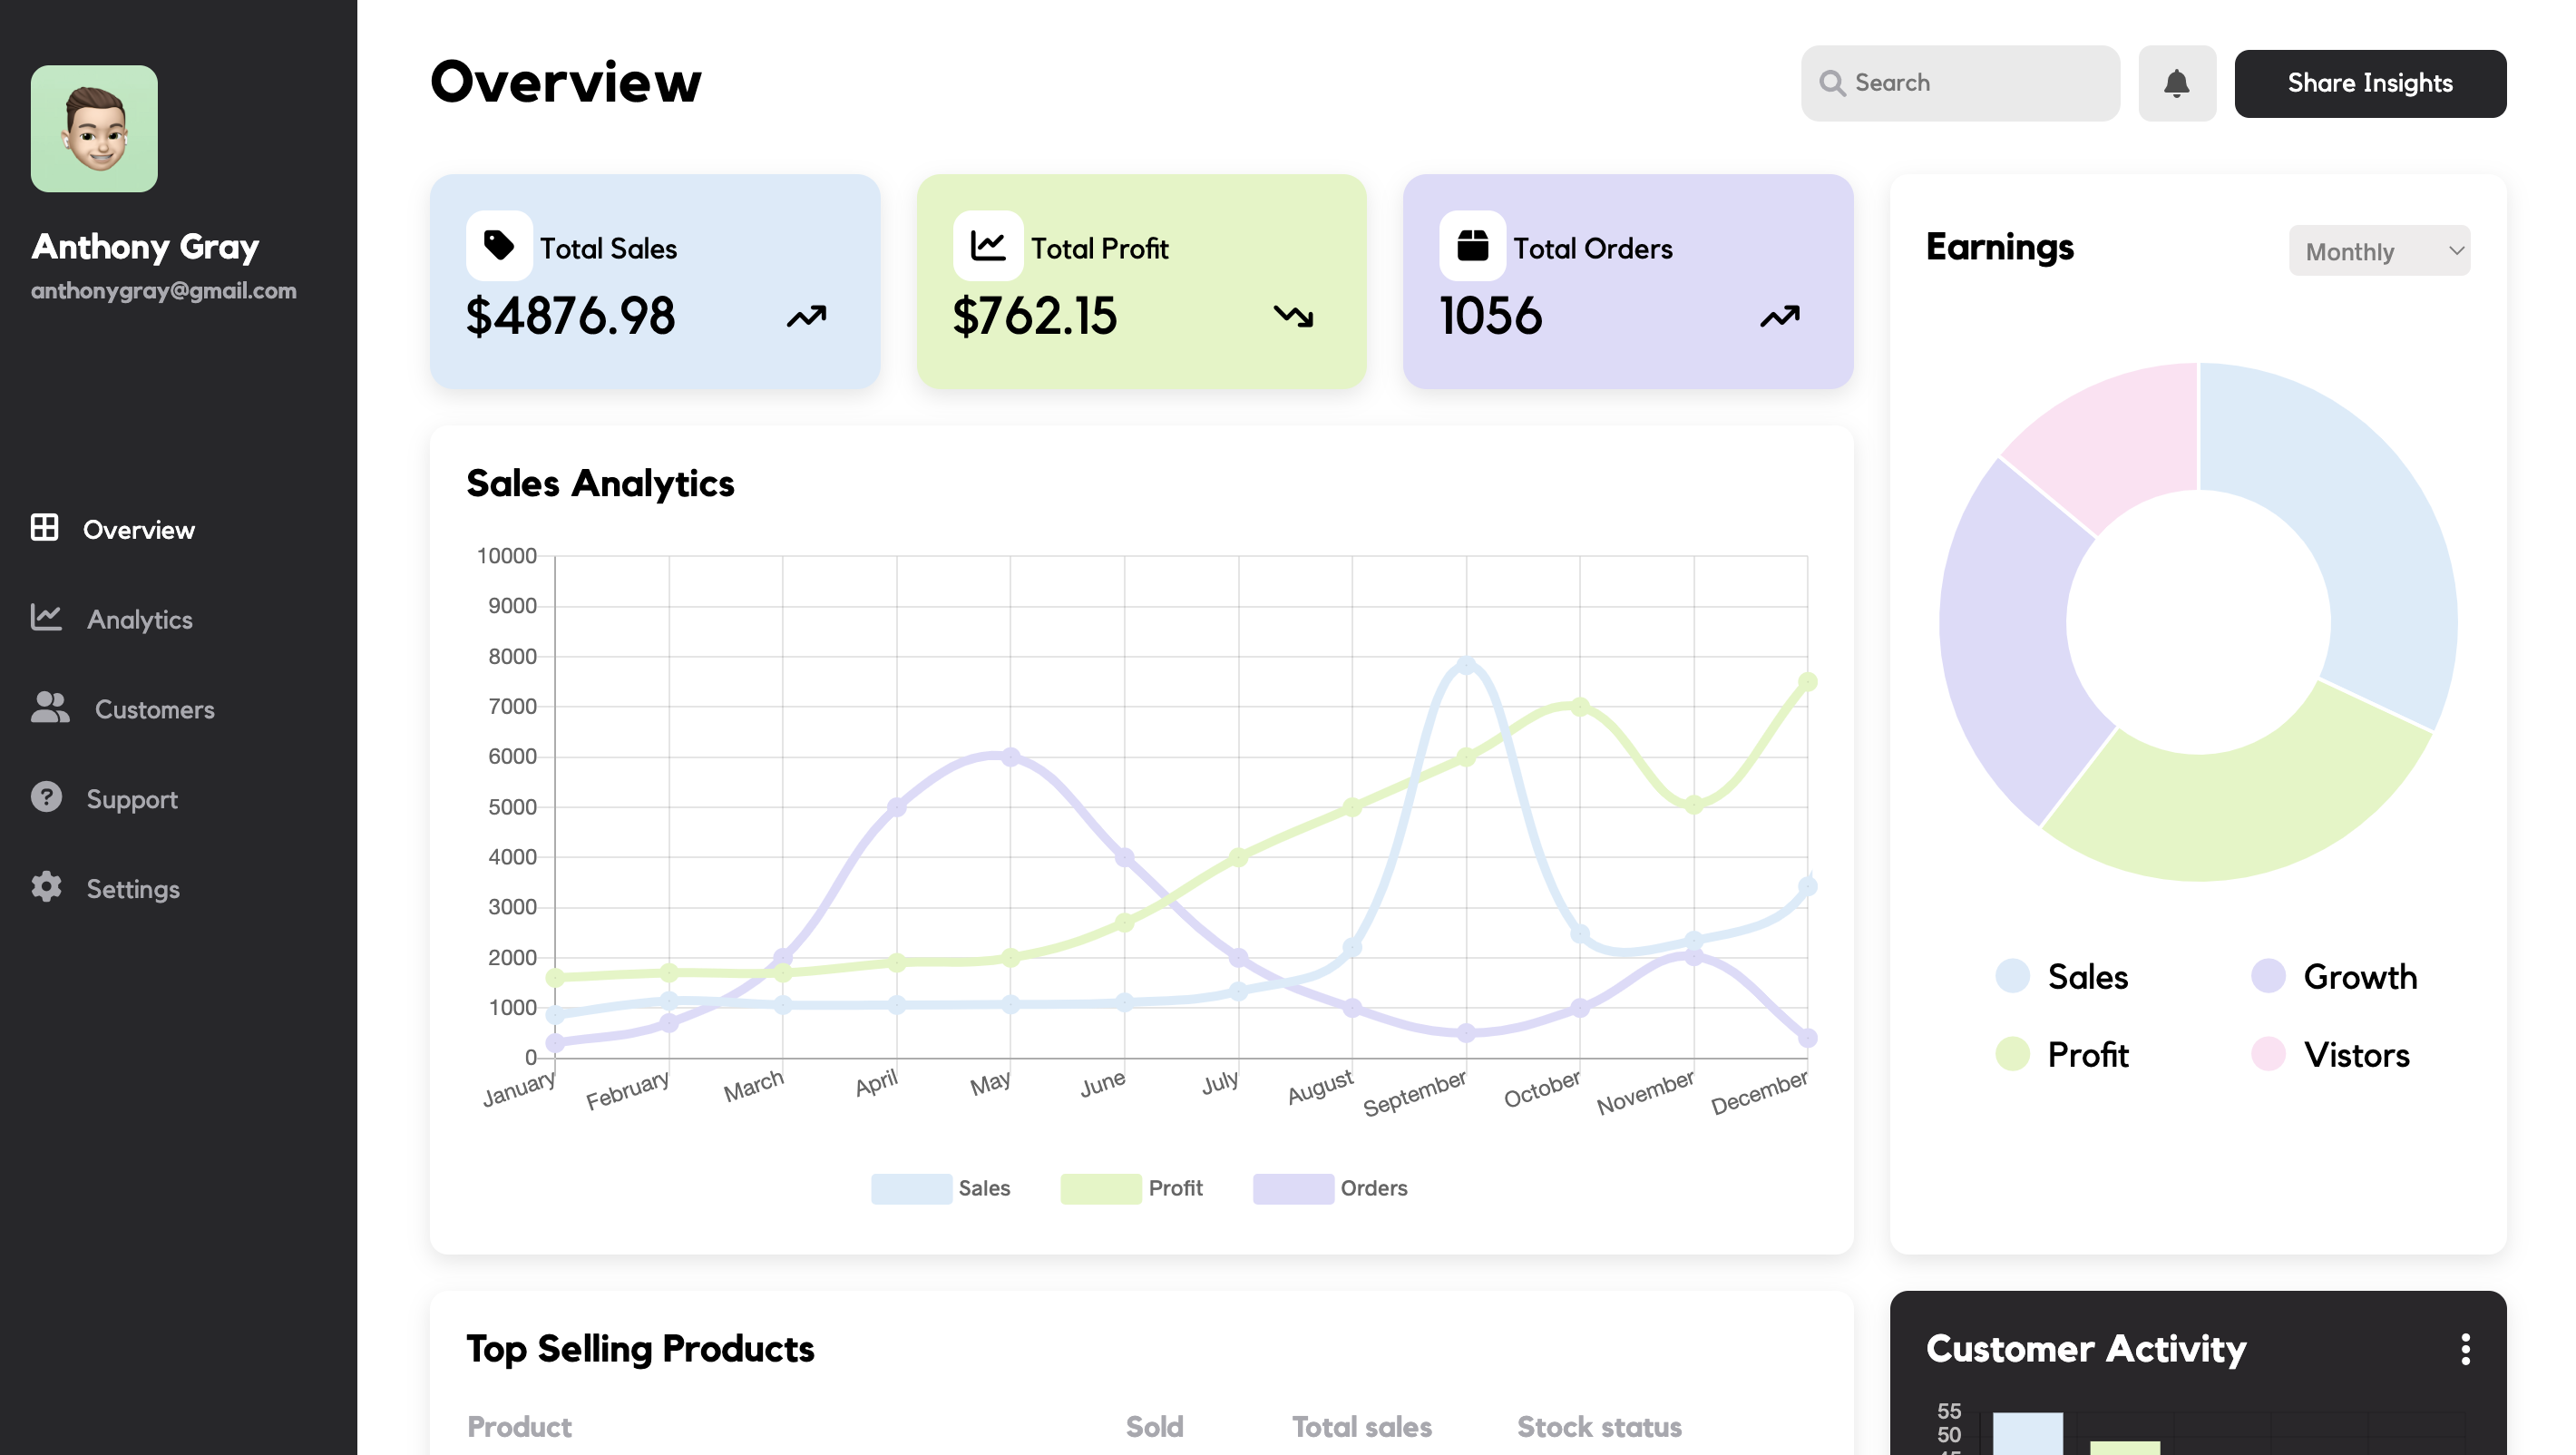 Anthony Gray
anthonygray@gmail.com
Overview
Analytics
Customers
Support
Settings
Overview
Search
Share Insights
Total Sales
$4876.98
Total Profit
$762.15
Total Orders
1056
Sales Analytics
10000
9000
8000
7000
6000
5000
4000
3000
2000
1000
0
January
February
March
April
May
June
July
August
September
October
November
December
Sales
Profit
Orders
Earnings
Monthly
Sales
Growth
Profit
Vistors
Top Selling Products
Product
Sold
Total sales
Stock status
Customer Activity
55
50